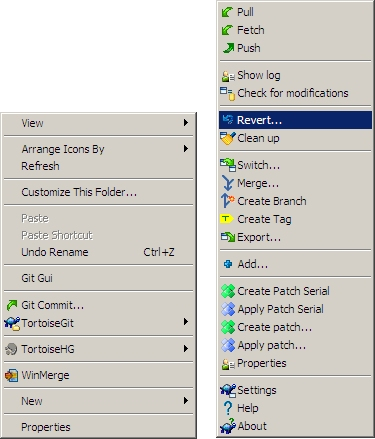 View
Arrange Icons By
Refresh
Customize This Folder...
Paste
Paste Shortcut
Undo Rename Ctrl+Z
Git Gui
Git Commit...
TortoiseGit
TortoiseHG
WinMerge
New
Properties
Pull
Fetch
Push
Show log
Check for modifications
Revert...
Clean up
Switch...
Merge...
Create Branch
Create Tag
Export...
Add...
Create Patch Serial
Apply Patch Serial
Create patch...
Apply patch...
Properties
Settings
Help
About